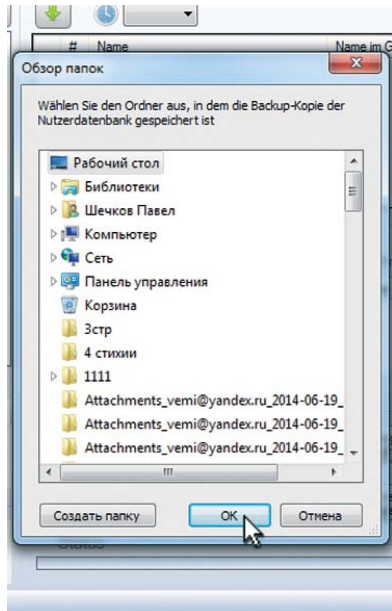 # Name Name im G
Обзор папок
Wählen Sie den Ordner aus, in dem die Backup-Kopie der
Nutzerdatenbank gespeichert ist
Рабочий стол
Библиотеки
Шечков Павел
Компьютер
Сеть
Панель управления
Корзина
3стр
4 стихии
1111
Attachments_vemi@yandex.ru_2014-06-19_
Attachments_vemi@yandex.ru_2014-06-19_
Attachments_vemi@yandex.ru_2014-06-19_
Создать папку OK Отмена
Status